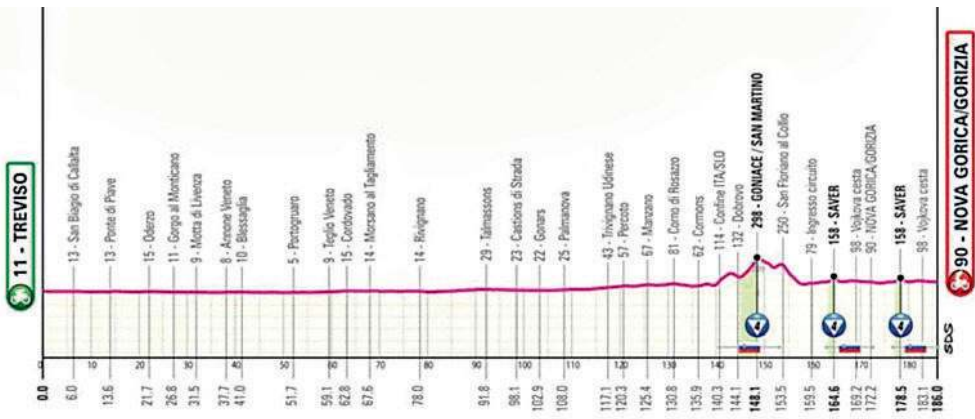 11 - TREVISO
13 - San Biagio di Callalta
13 - Ponte di Piave
15 - Oderzo
11 - Gorgo al Monticano
9 - Motta di Livenza
8 - Annone Veneto
10 - Blessaglia
5 - Portogruaro
9 - Teglio Veneto
15 - Cordovado
14 - Morsano al Tagliamento
14 - Rivignano
29 - Talmassons
23 - Castions di Strada
22 - Gonars
25 - Palmanova
43 - Trivignano Udinese
57 - Percoto
67 - Manzano
81 - Corno di Rosazzo
62 - Cormons
114 - Confine ITA/SLO
132 - Dobrovo
298 - GONIACE / SAN MARTINO
250 - San Floriano al Collio
79 - Ingresso circuito
158 - SAVER
98 - Vojkova cesta
90 - NOVA GORICA/GORIZIA
158 - SAVER
98 - Vojkova cesta
90 - NOVA GORICA/GORIZIA
4
4
4
SDS
0 10 20 30 40 50 60 70 80 90 100 110 120 130 140 150 160 170 180
0.0
6.0
13.6
21.7
26.8
31.5
37.7
41.0
51.7
59.1
62.8
67.6
78.0
91.8
98.1
102.9
108.0
117.1
120.3
125.4
130.8
135.9
140.3
144.1
148.1
153.5
159.5
164.6
169.2
172.2
178.5
183.1
186.0